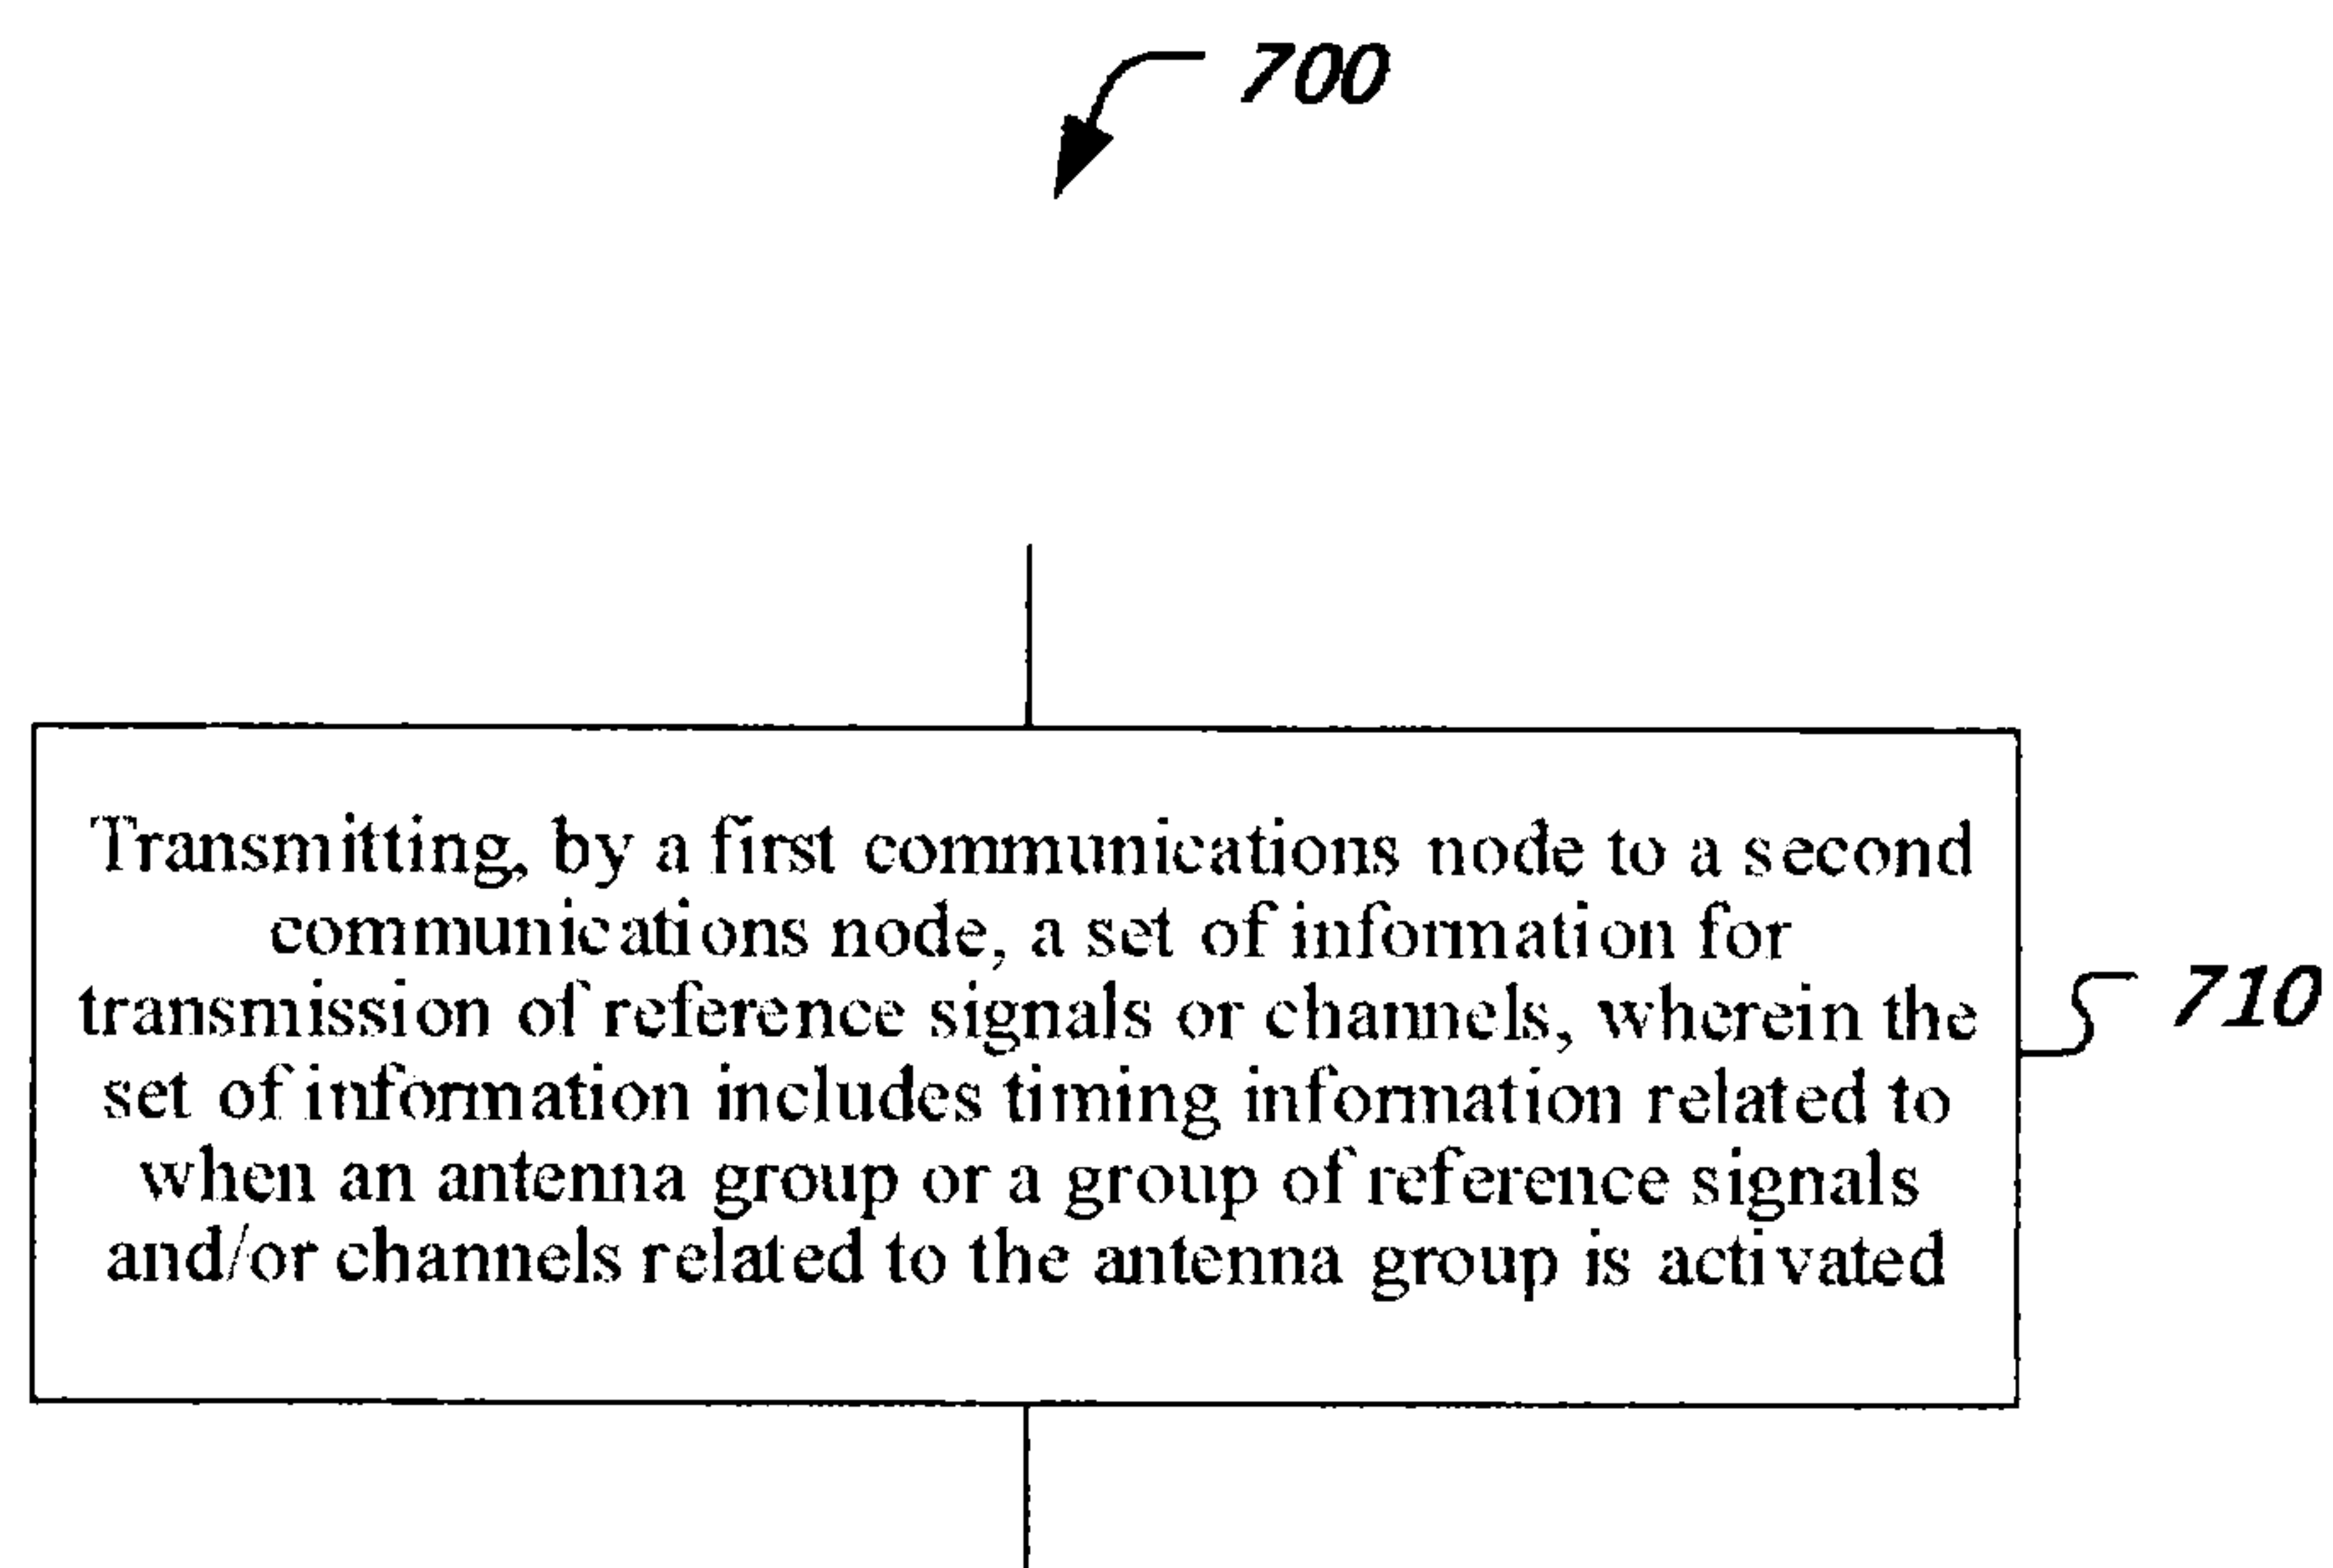 700
Transmitting, by a first communications node to a second
communications node, a set of information for
transmission of reference signals or channels, wherein the
set of information includes timing information related to
when an antenna group or a group of reference signals
and/or channels related to the antenna group is activated
710